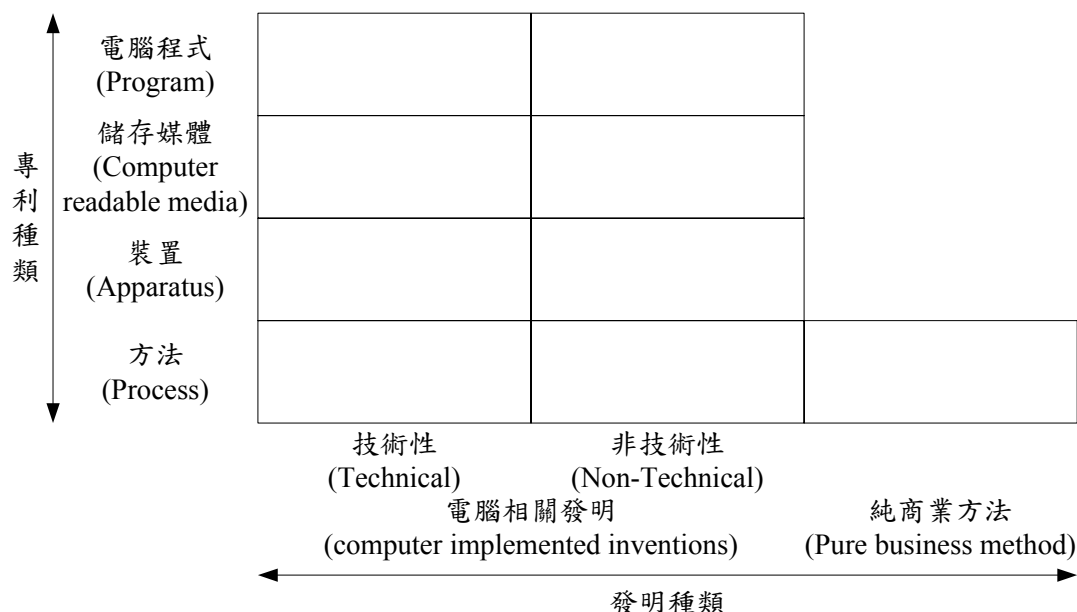 電腦程式
(Program)
儲存媒體
(Computer
readable media)
專
利
種
類
裝置
(Apparatus)
方法
(Process)
技術性
(Technical)
非技術性
(Non-Technical)
電腦相關發明
(computer implemented inventions)
純商業方法
(Pure business method)
發明種類